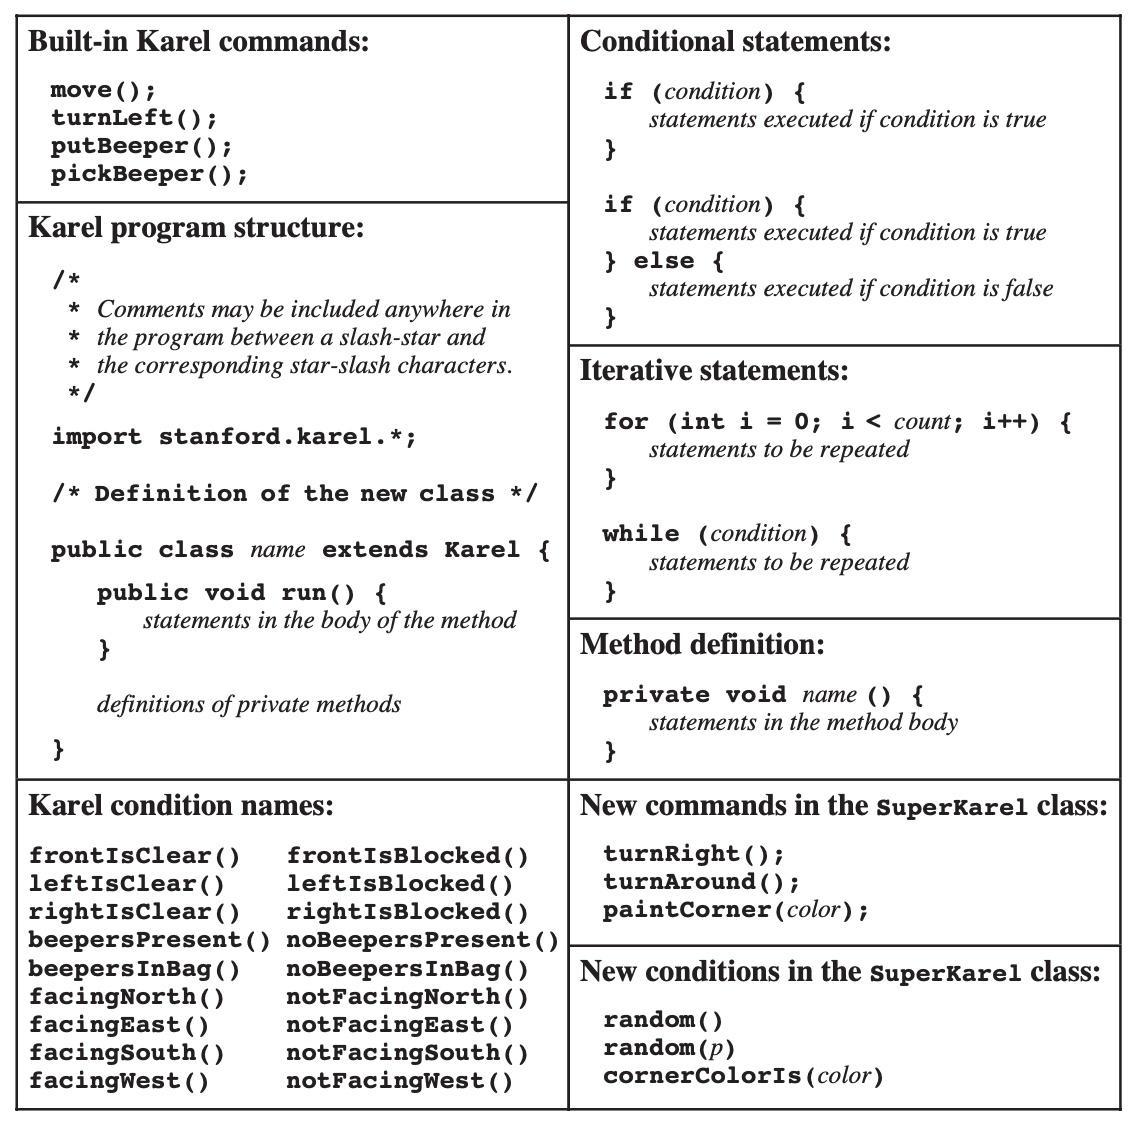 Built-in Karel commands:
move();
turnLeft();
putBeeper();
pickBeeper();
Karel program structure:
/*
* Comments may be included anywhere in
* the program between a slash-star and
* the corresponding star-slash characters.
*/
import stanford.karel.*;
/* Definition of the new class */
public class name extends Karel {
public void run() {
statements in the body of the method
}
definitions of private methods
}
Karel condition names:
frontIsClear() frontIsBlocked()
leftIsClear() leftIsBlocked()
rightIsClear() rightIsBlocked()
beepersPresent() noBeepersPresent()
beepersInBag() noBeepersInBag()
facingNorth() notFacingNorth()
facingEast() notFacingEast()
facingSouth() notFacingSouth()
facingWest() notFacingWest()
Conditional statements:
if (condition) {
statements executed if condition is true
}
if (condition) {
statements executed if condition is true
} else {
statements executed if condition is false
}
Iterative statements:
for (int i = 0; i < count; i++) {
statements to be repeated
}
while (condition) {
statements to be repeated
}
Method definition:
private void name () {
statements in the method body
}
New commands in the SuperKarel class:
turnRight();
turnAround();
paintCorner(color);
New conditions in the SuperKarel class:
random()
random(p)
cornerColorIs(color)